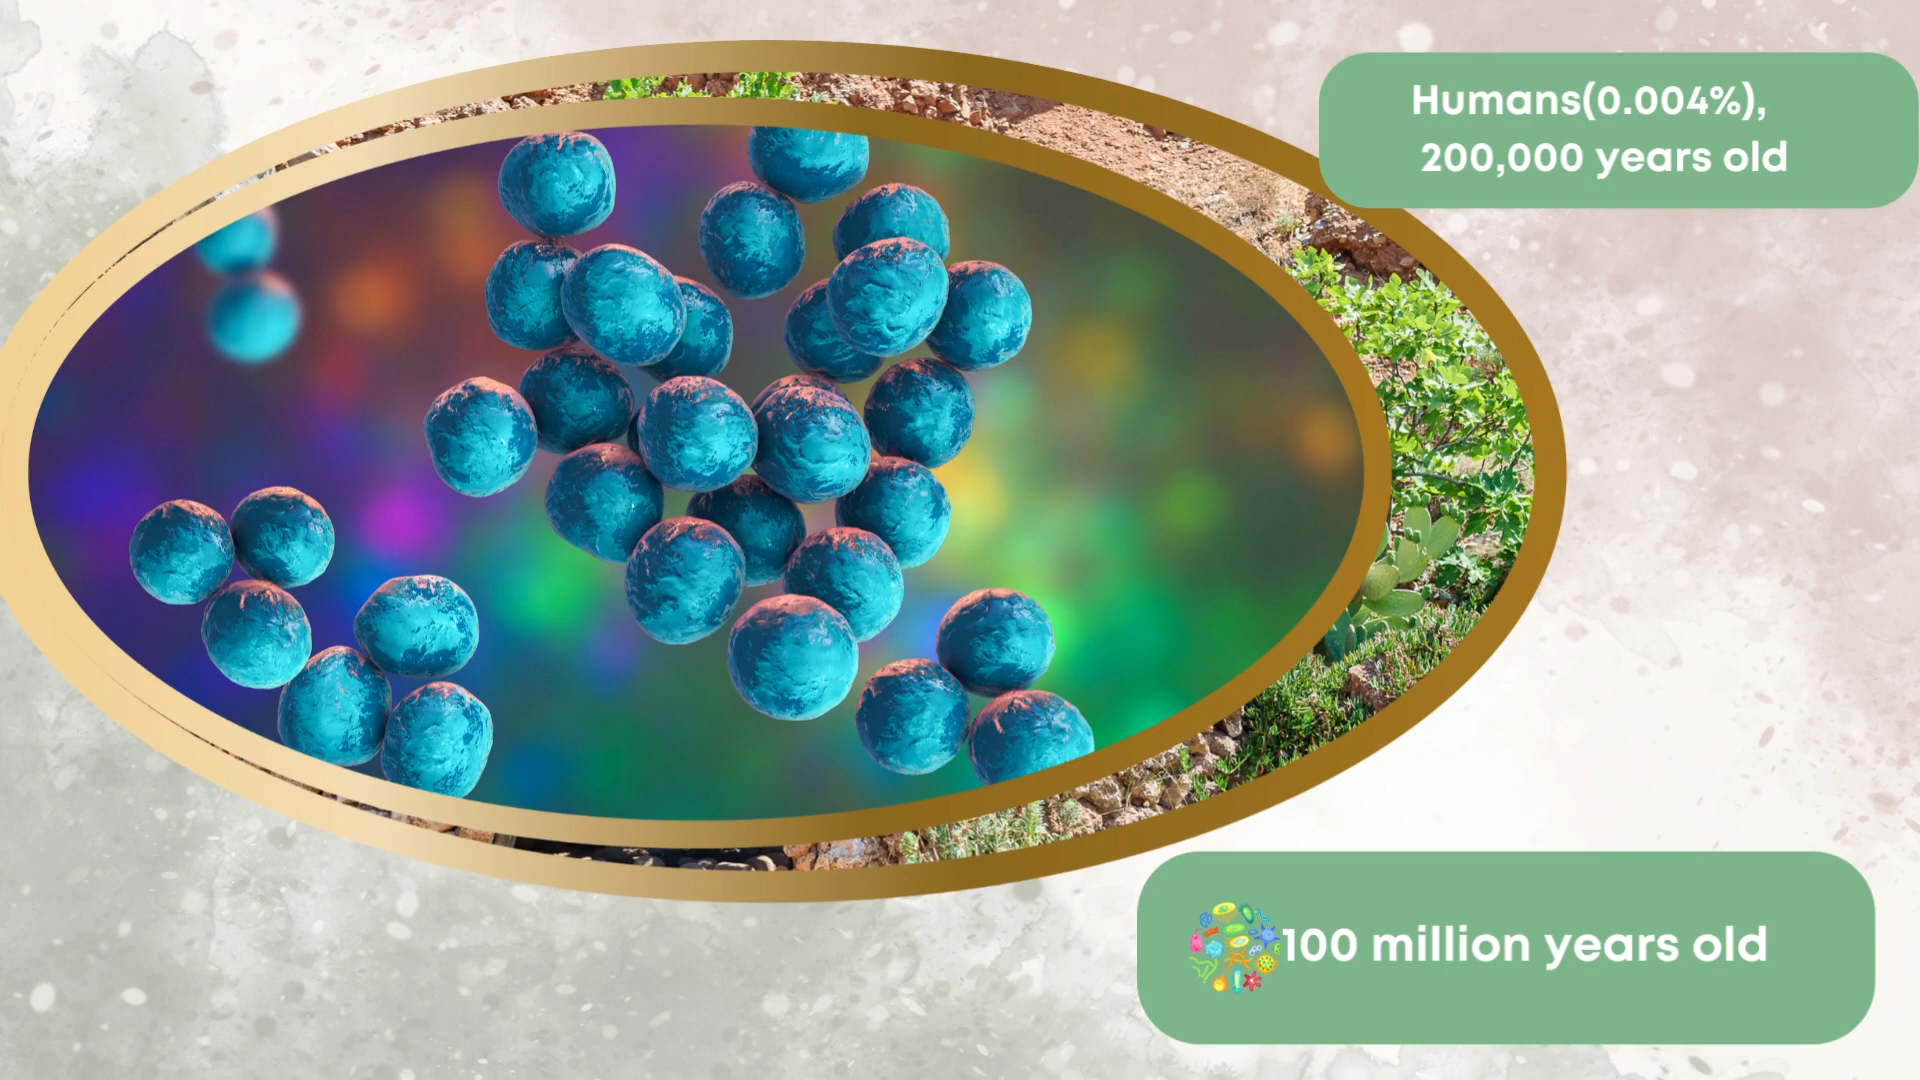 Humans(0.004%),
200,000 years old
100 million years old